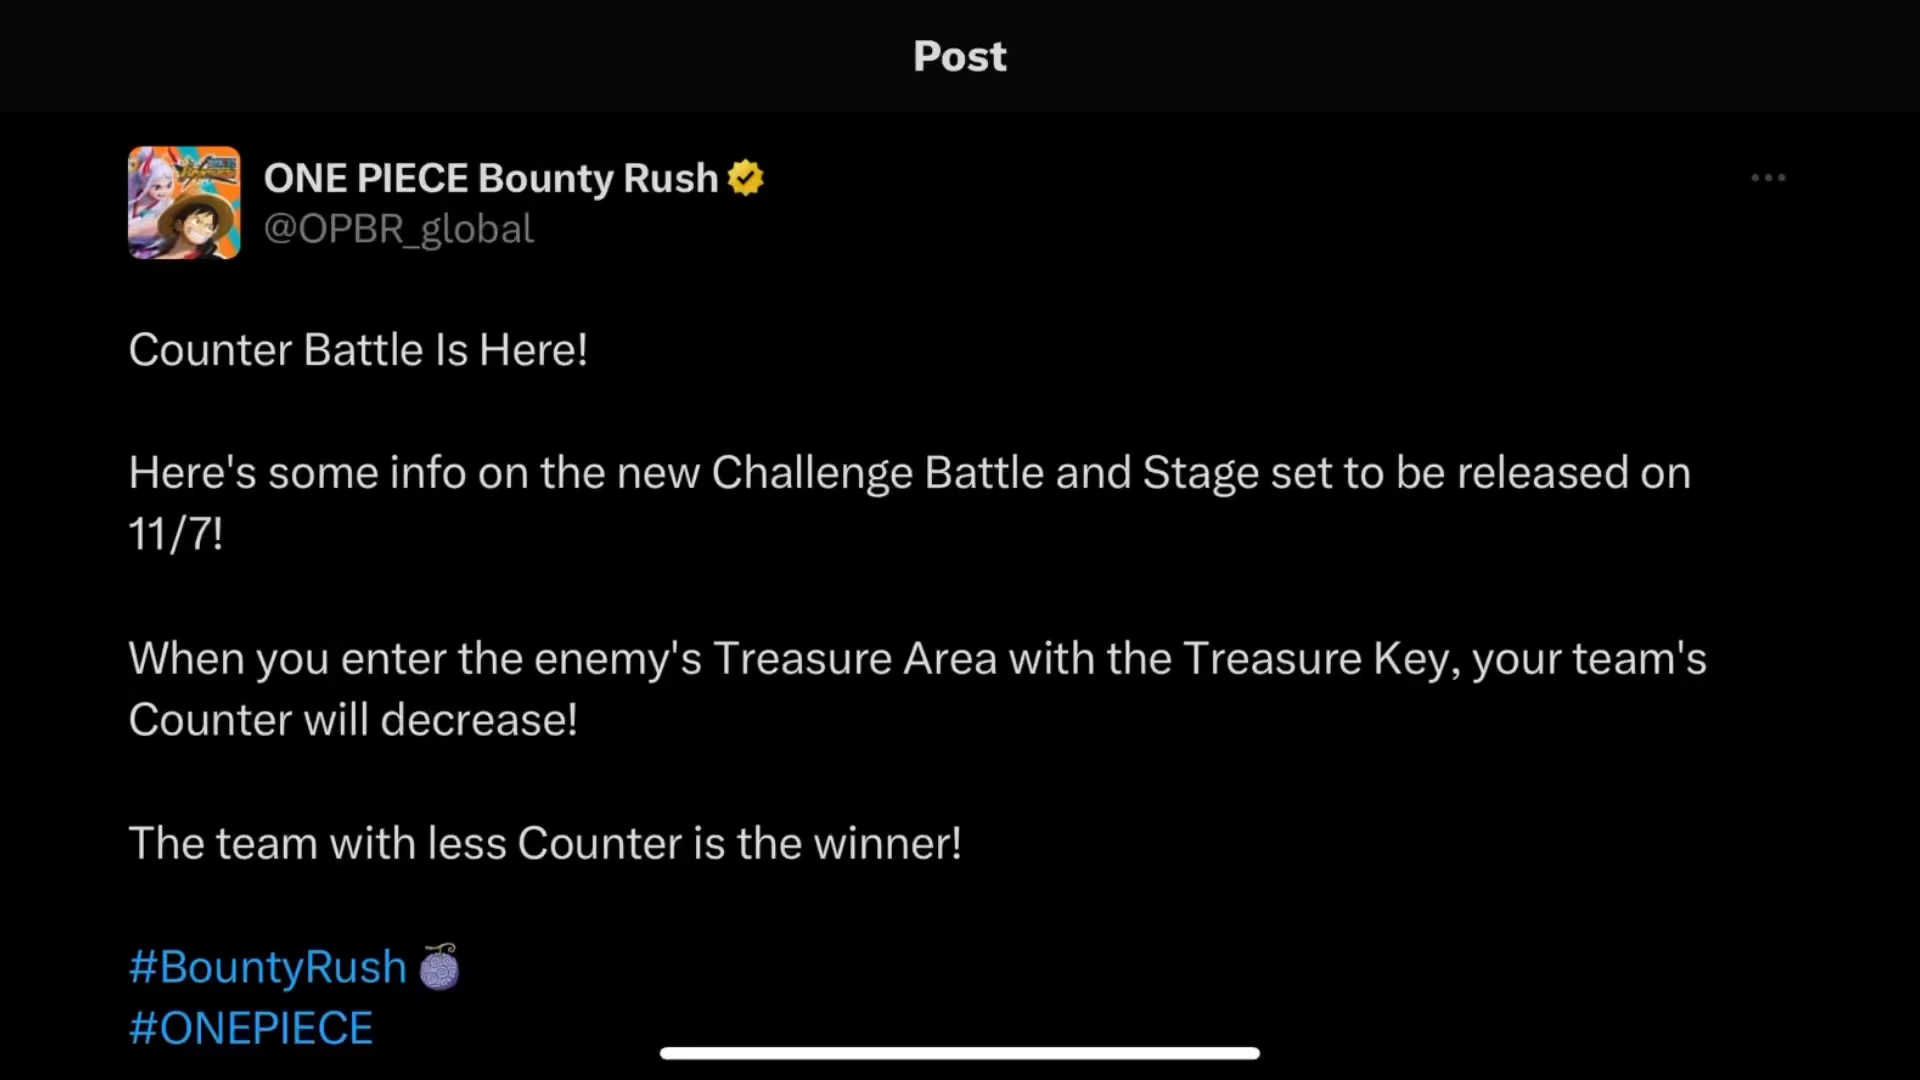 Post
ONE PIECE Bounty Rush
@OPBR_global
Counter Battle Is Here!
Here's some info on the new Challenge Battle and Stage set to be released on
11/7!
When you enter the enemy's Treasure Area with the Treasure Key, your team's
Counter will decrease!
The team with less Counter is the winner!
#BountyRush
#ONEPIECE